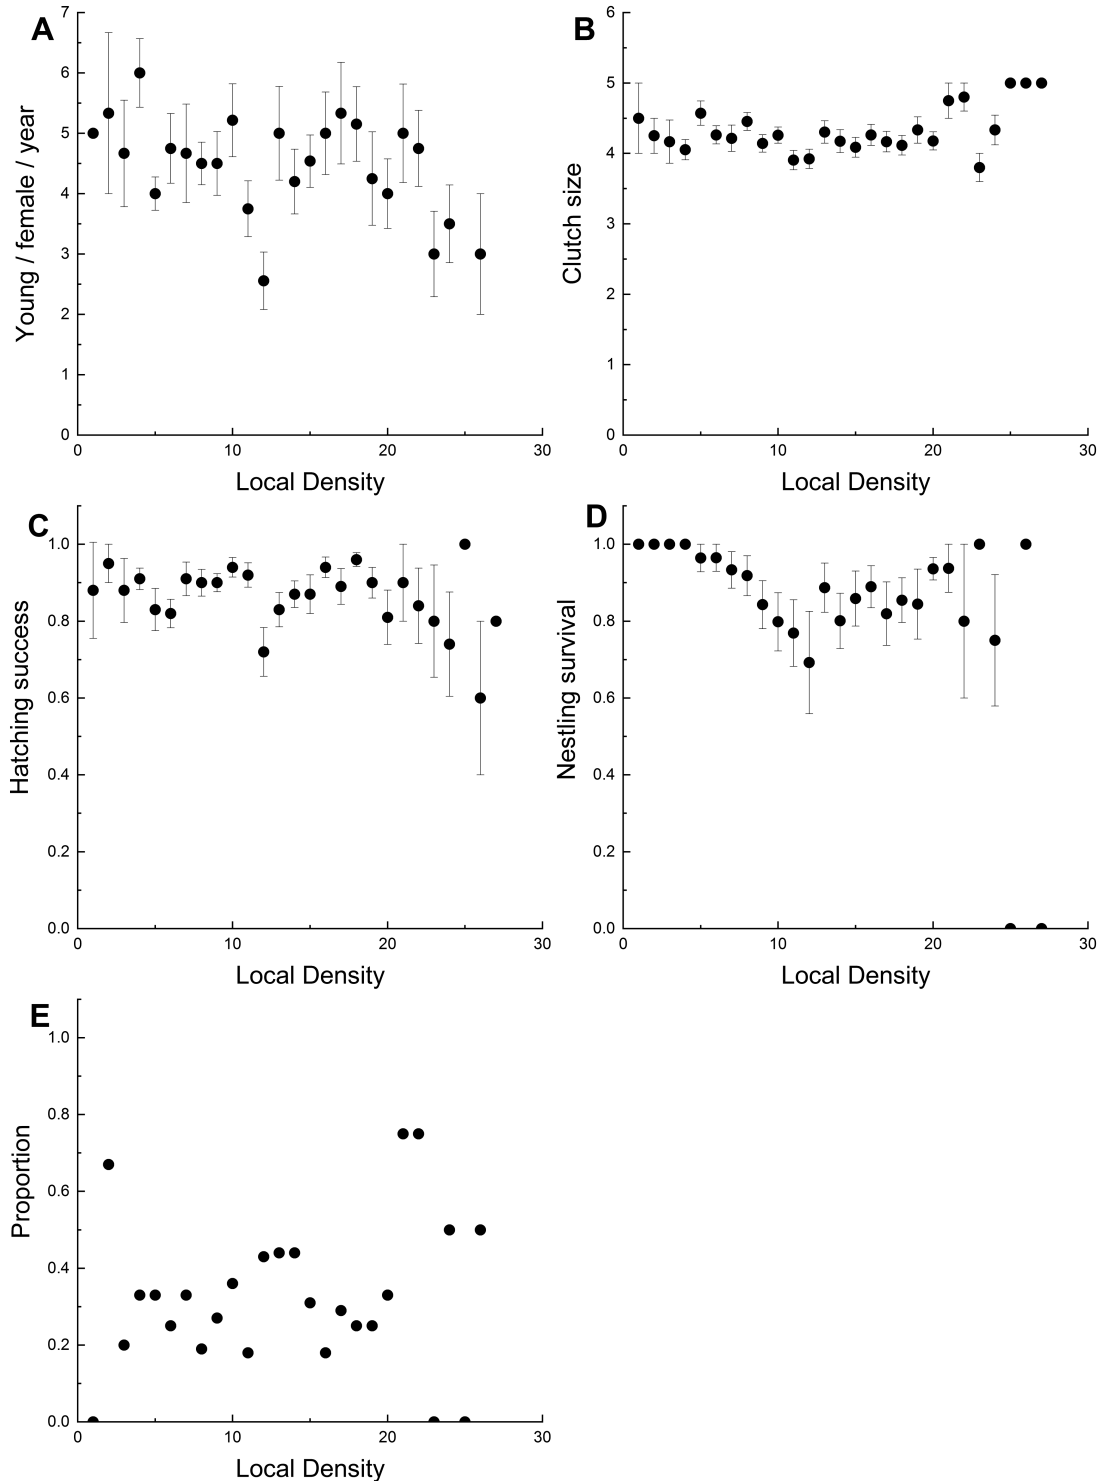 A
Young / female / year
7
6
5
4
3
2
1
0
0 10 20 30
Local Density
B
Clutch size
6
5
4
3
2
1
0
0 10 20 30
Local Density
C
Hatching success
1.0
0.8
0.6
0.4
0.2
0.0
0 10 20 30
Local Density
D
Nestling survival
1.0
0.8
0.6
0.4
0.2
0.0
0 10 20 30
Local Density
E
Proportion
1.0
0.8
0.6
0.4
0.2
0.0
0 10 20 30
Local Density